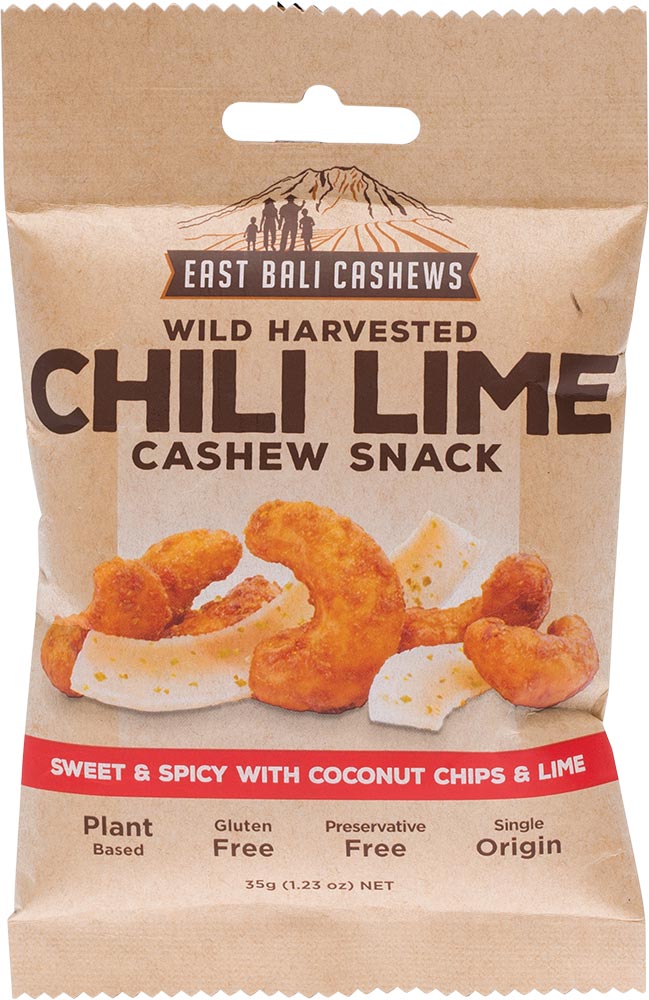 EAST BALI CASHEWS
WILD HARVESTED
CHILI LIME
CASHEW SNACK
SWEET & SPICY WITH COCONUT CHIPS & LIME
Plant Based
Gluten Free
Preservative Free
Single Origin
35g (1.23 oz) NET